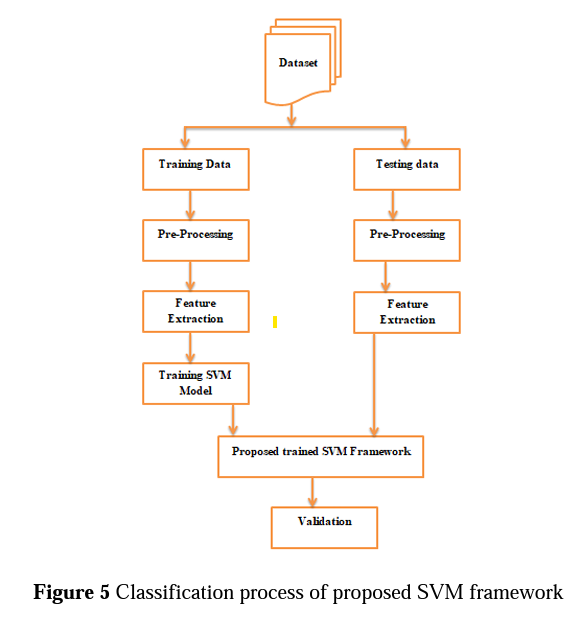 Dataset
Training Data
Testing data
Pre-Processing
Pre-Processing
Feature
Extraction
Feature
Extraction
Training SVM
Model
Proposed trained SVM Framework
Validation
Figure 5 Classification process of proposed SVM framework